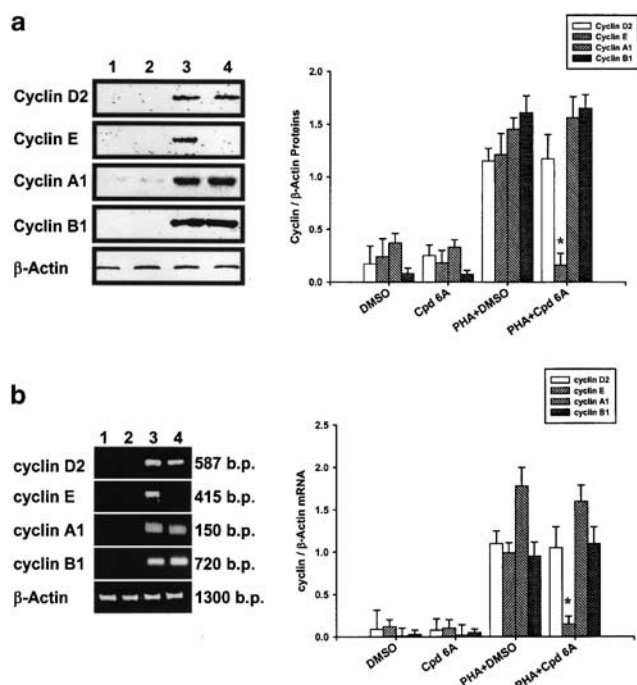 a
Cyclin D2
Cyclin E
Cyclin A1
Cyclin B1
1 2 3 4
Cyclin D2
Cyclin E
Cyclin A1
Cyclin B1
β-Actin
Cyclin / β-Actin Proteins
2.0
1.5
1.0
0.5
0.0
*
DMSO
Cpd 6A
PHA+DMSO
PHA+Cpd 6A
b
1 2 3 4
cyclin D2 587 b.p.
cyclin E 415 b.p.
cyclin A1 150 b.p.
cyclin B1 720 b.p.
β-Actin 1300 b.p.
cyclin D2
cyclin E
cyclin A1
cyclin B1
cyclin / β-Actin mRNA
2.5
2.0
1.5
1.0
0.5
0.0
*
DMSO
Cpd 6A
PHA+DMSO
PHA+Cpd 6A